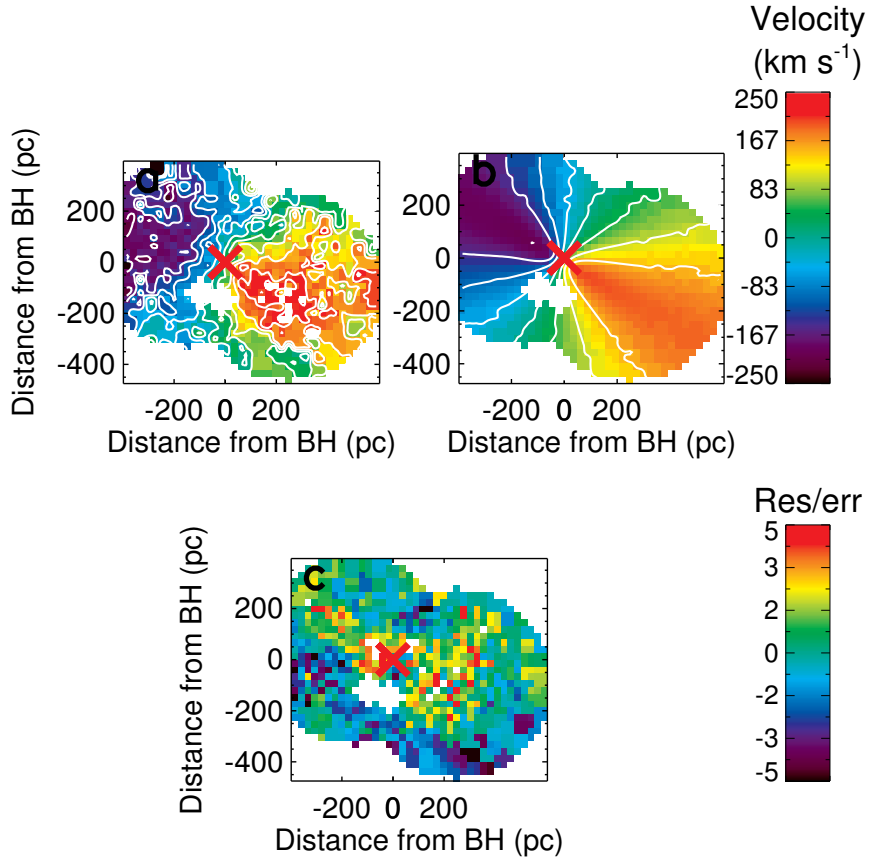 Velocity
(km s⁻¹)
a
b
250
167
83
0
-83
-167
-250
Distance from BH (pc)
200
0
-200
-400
200
0
-200
-400
-200 0 200
-200 0 200
Distance from BH (pc)
Distance from BH (pc)
Res/err
c
5
3
2
0
-2
-3
-5
Distance from BH (pc)
200
0
-200
-400
-200 0 200
Distance from BH (pc)